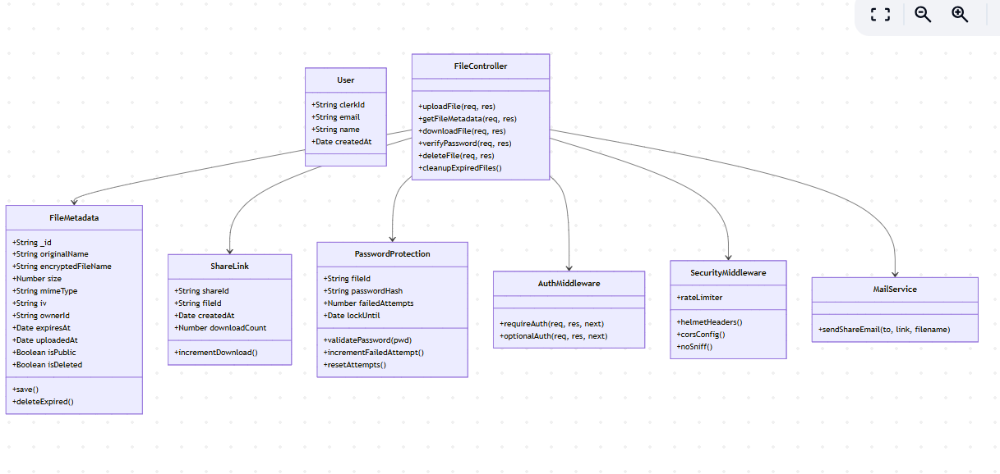 User
+String clerkId
+String email
+String name
+Date createdAt
FileController
+uploadFile(req, res)
+getFileMetadata(req, res)
+downloadFile(req, res)
+verifyPassword(req, res)
+deleteFile(req, res)
+cleanupExpiredFiles()
FileMetadata
+String _id
+String originalName
+String encryptedFileName
+Number size
+String mimeType
+String iv
+String ownerId
+Date expiresAt
+Date uploadedAt
+Boolean isPublic
+Boolean isDeleted
+save()
+deleteExpired()
ShareLink
+String shareId
+String fileId
+Date createdAt
+Number downloadCount
+incrementDownload()
PasswordProtection
+String fileId
+String passwordHash
+Number failedAttempts
+Date lockUntil
+validatePassword(pwd)
+incrementFailedAttempt()
+resetAttempts()
AuthMiddleware
+requireAuth(req, res, next)
+optionalAuth(req, res, next)
SecurityMiddleware
+rateLimiter
+helmetHeaders()
+corsConfig()
+noSniff()
MailService
+sendShareEmail(to, link, filename)